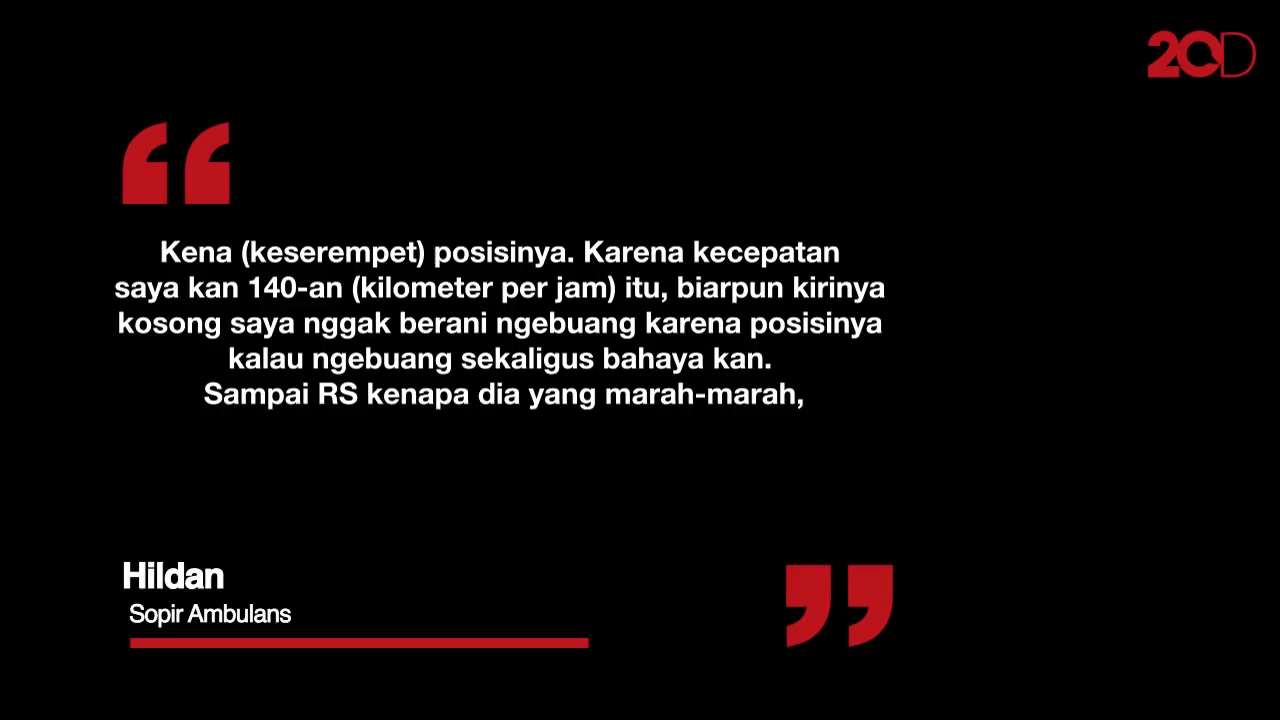 20D
Kena (keserempet) posisinya. Karena kecepatan
saya kan 140-an (kilometer per jam) itu, biarpun kirinya
kosong saya nggak berani ngebuang karena posisinya
kalau ngebuang sekaligus bahaya kan.
Sampai RS kenapa dia yang marah-marah,
Hildan
Sopir Ambulans